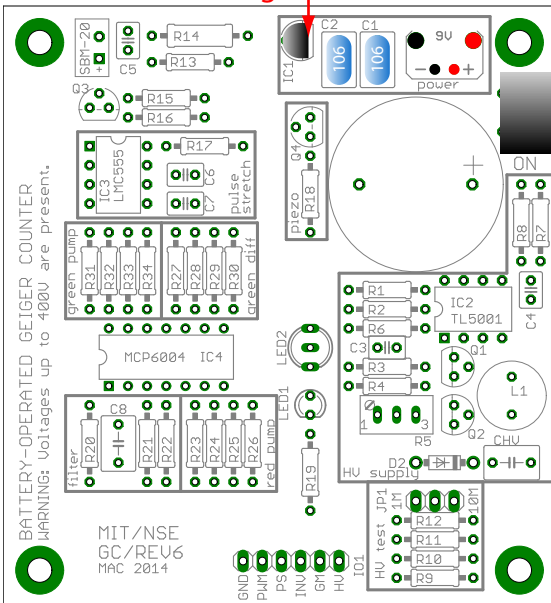 SBM-20
+
C5
R14
R13
IC1
C2
C1
106
106
9V
- +
power
Q3
R15
R16
Q4
ON
IC3
LMC555
R17
C6
C7
pulse
stretch
piezo
R18
R8
R7
C4
BATTERY-OPERATED GEIGER COUNTER
WARNING: Voltages up to 400V are present.
green pump
R31
R32
R33
R34
R27
R28
R29
R30
green diff
R1
R2
R6
C3
R3
R4
IC2
TL5001
MCP6004 IC4
LED2
LED1
Q1
L1
1
3
R5
Q2
D2
CHV
HV supply
filter
R20
C8
R21
R22
R23
R24
R25
R26
red pump
R19
HV test
JP1
1M
10M
R12
R11
R10
R9
MIT/NSE
GC/REV6
MAC 2014
GND
PWM
PS
INV
GM
HV
IO1